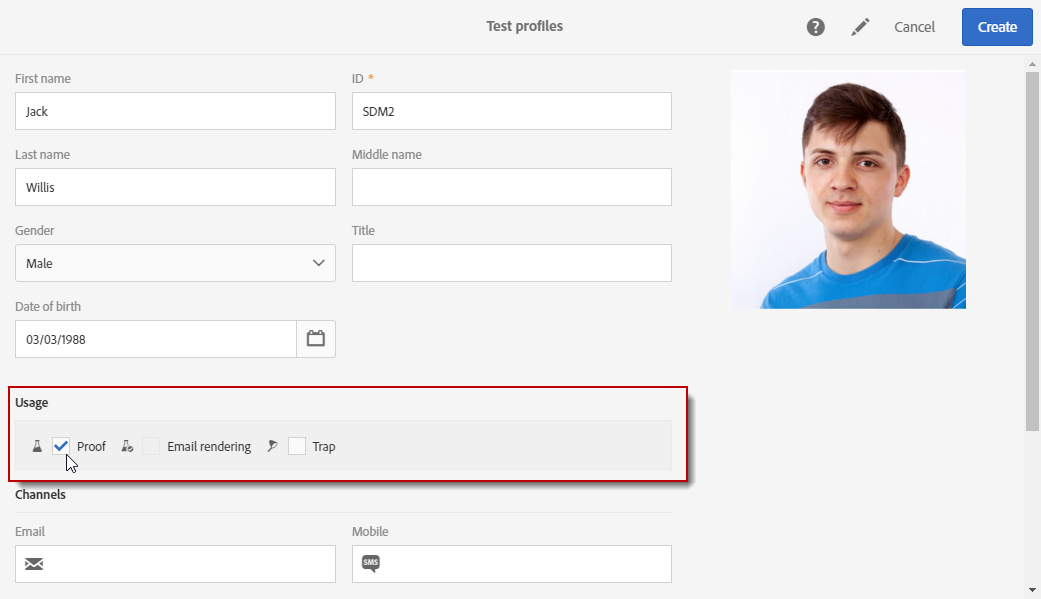 Test profiles
? Cancel Create
First name ID *
Jack SDM2
Last name Middle name
Willis
Gender Title
Male
Date of birth
03/03/1988
Usage
Proof Email rendering Trap
Channels
Email Mobile
SMS